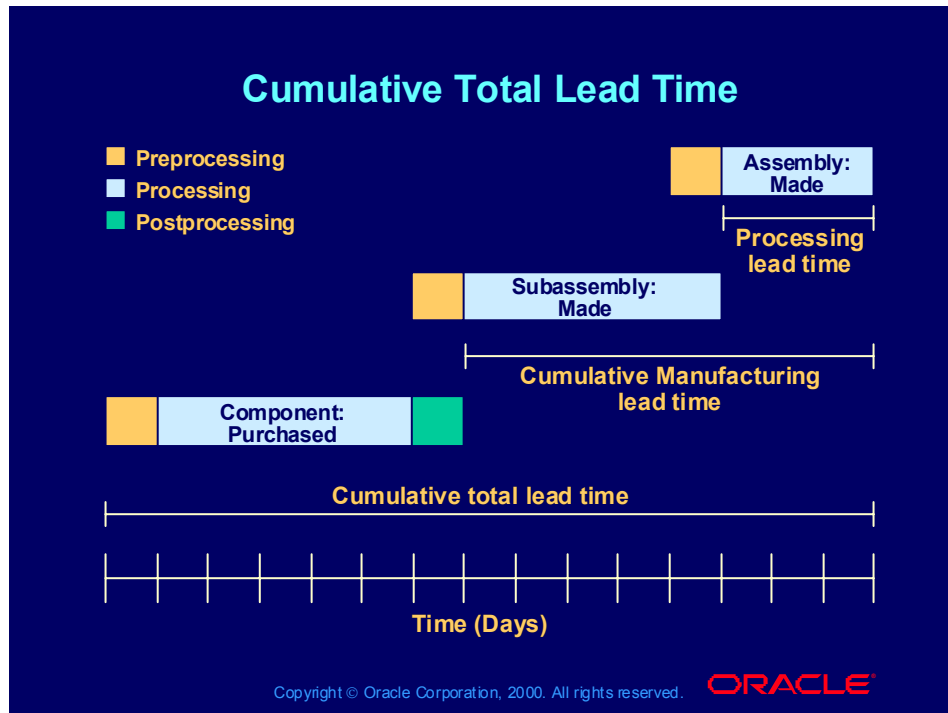 Cumulative Total Lead Time
Preprocessing
Processing
Postprocessing
Assembly:
Made
Processing
lead time
Subassembly:
Made
Cumulative Manufacturing
lead time
Component:
Purchased
Cumulative total lead time
Time (Days)
Copyright © Oracle Corporation, 2000. All rights reserved.
ORACLE®